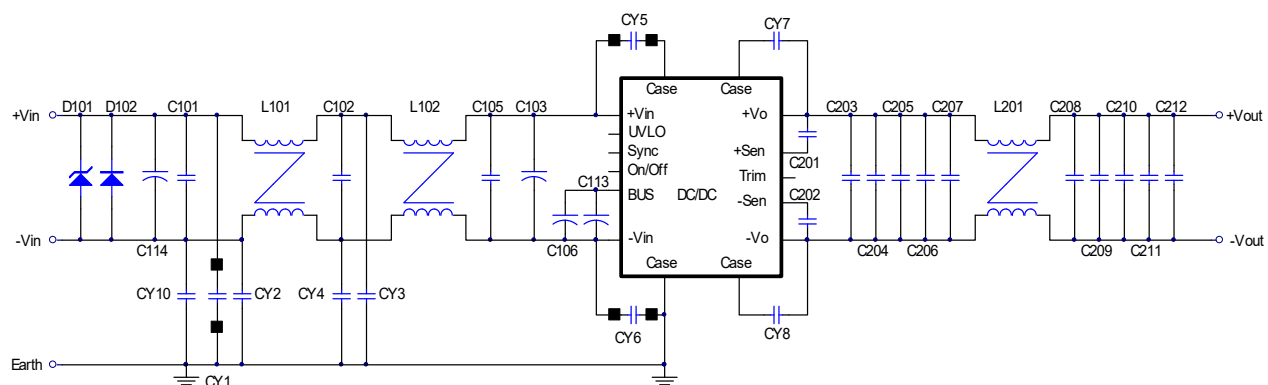 CY5
CY7
Case
Case
D101
D102
C101
L101
C102
L102
C105
C103
+Vin
+Vin
+Vo
C203
C205
C207
L201
C208
C210
C212
+Vout
UVLO
Sync
+Sen
C201
On/Off
Trim
C113
BUS
DC/DC
C202
-Sen
-Vin
-Vin
-Vo
-Vout
C114
C106
C204
C206
C209
C211
Case
Case
CY10
CY2
CY4
CY3
CY6
CY8
Earth
CY1